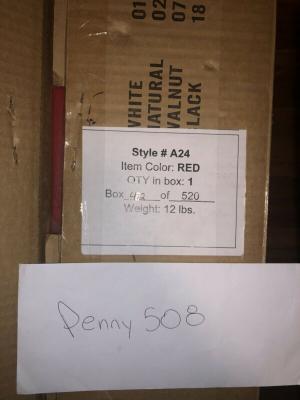 WHITE 01
NATURAL 02
WALNUT 07
BLACK 18
Style # A24
Item Color: RED
QTY in box: 1
Box of 520
Weight: 12 lbs.
Penny 508